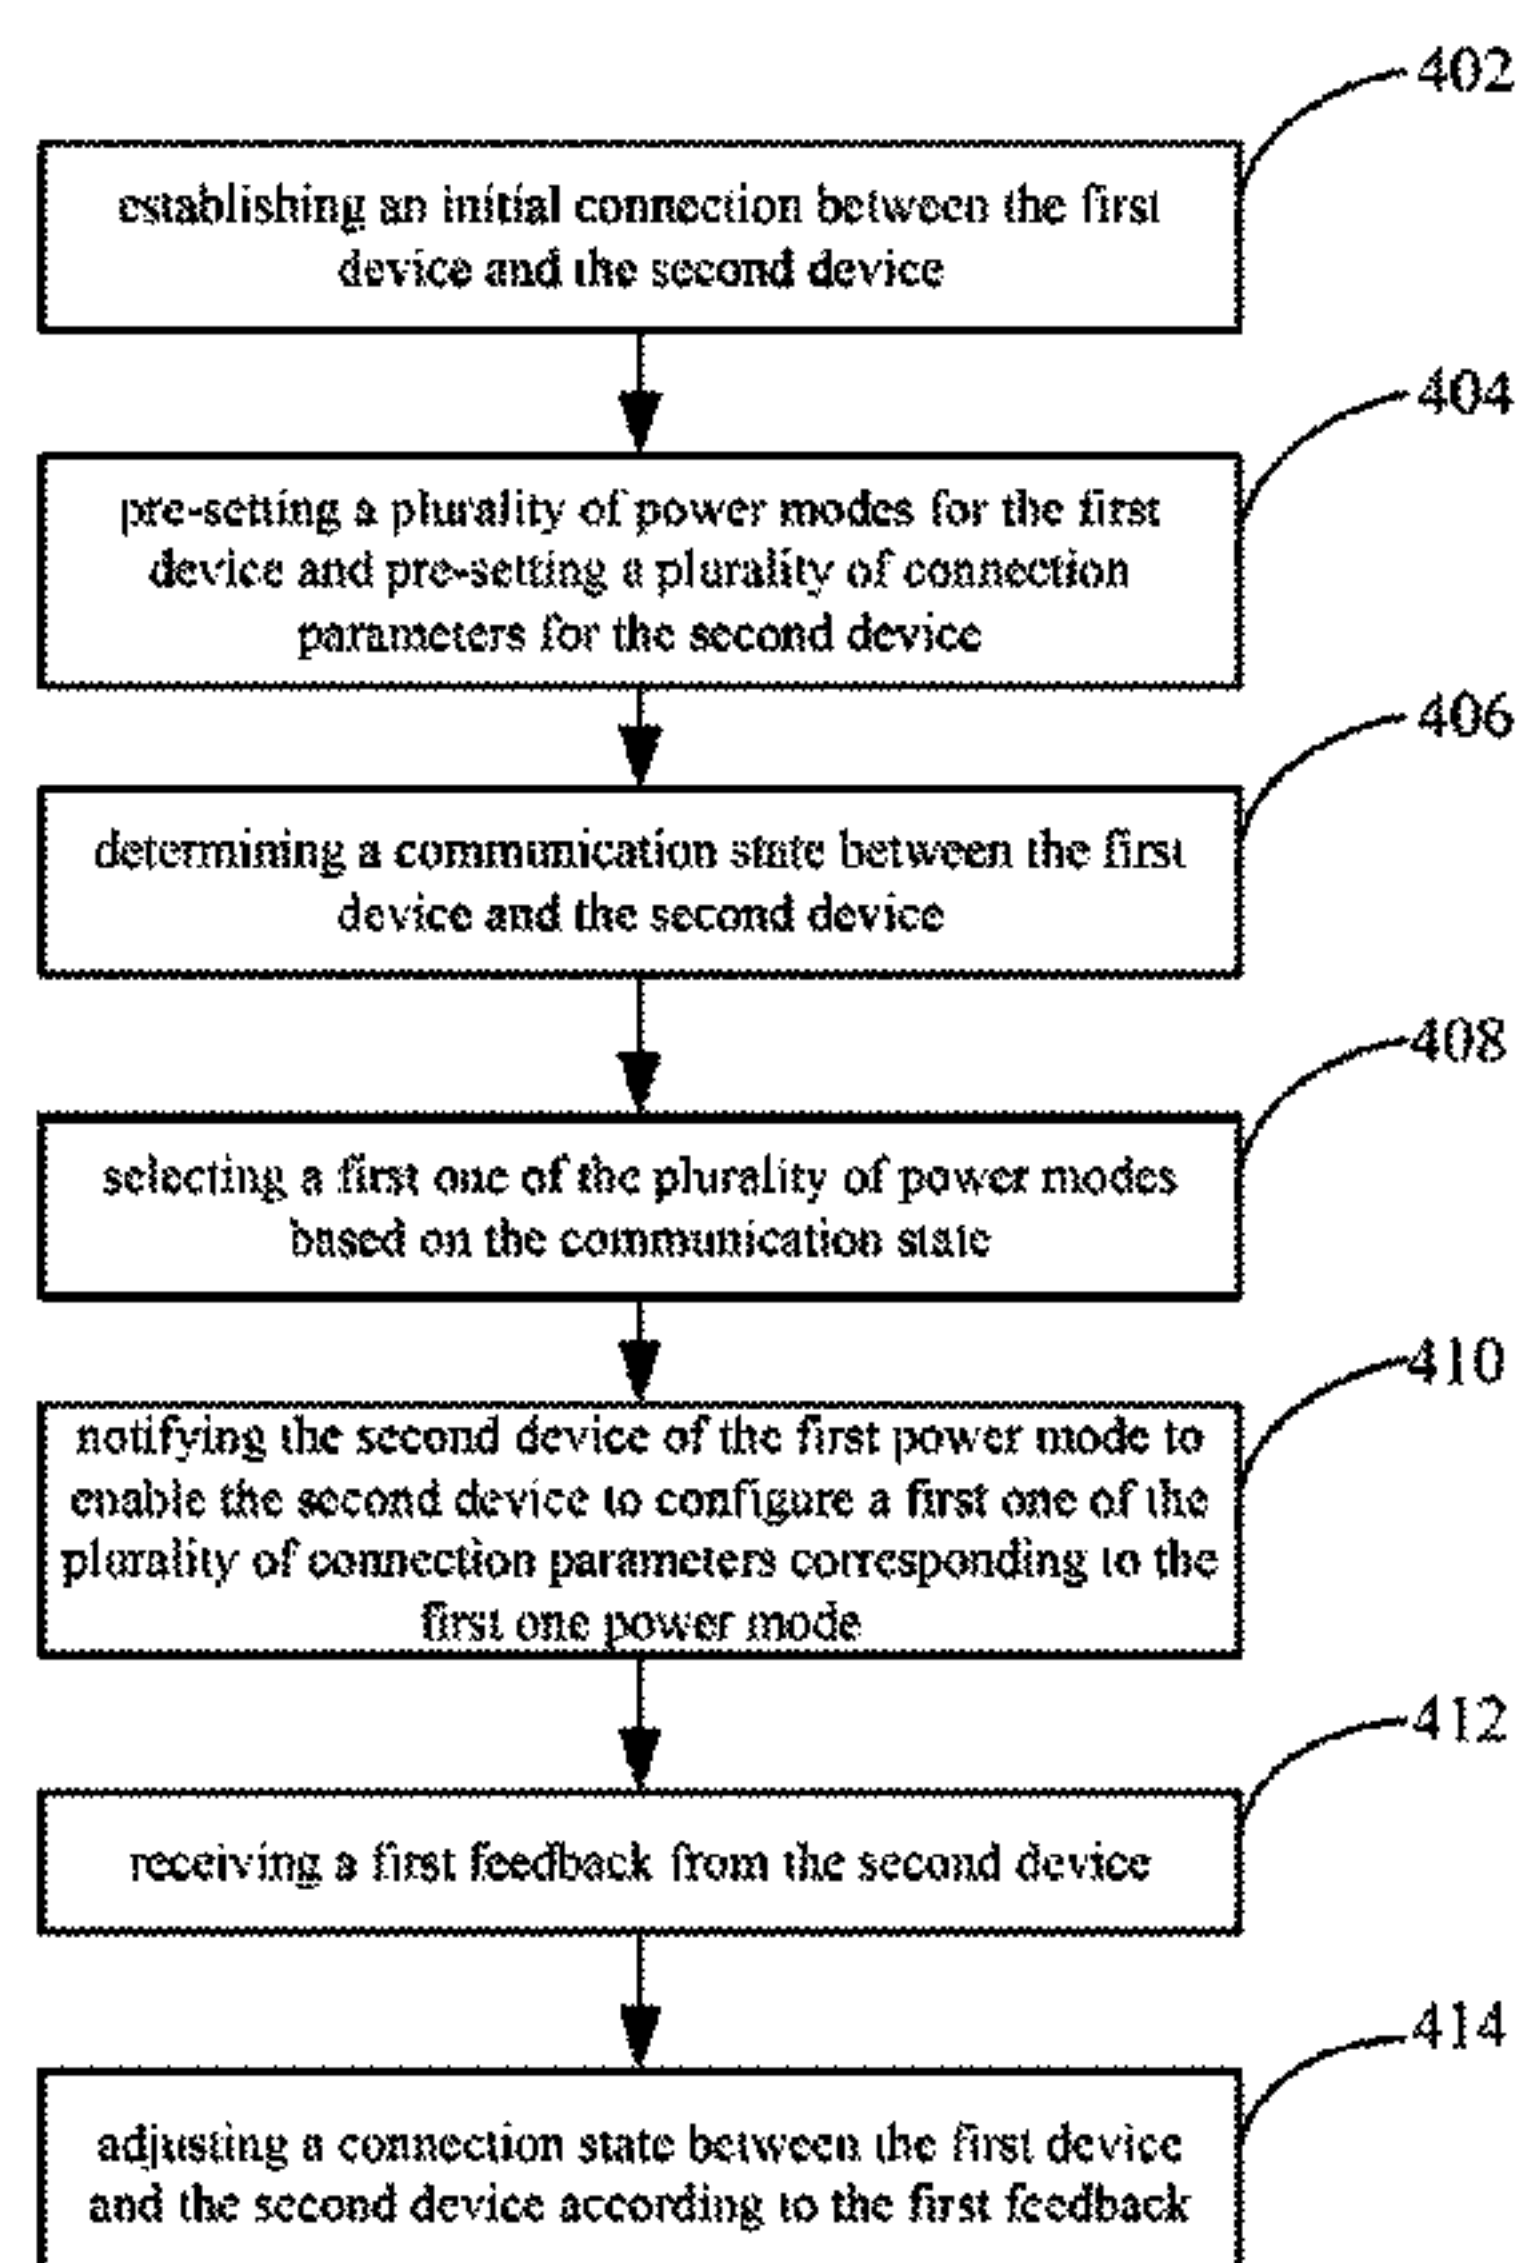 402
establishing an initial connection between the first
device and the second device
404
pre-setting a plurality of power modes for the first
device and pre-setting a plurality of connection
parameters for the second device
406
determining a communication state between the first
device and the second device
408
selecting a first one of the plurality of power modes
based on the communication state
410
notifying the second device of the first power mode to
enable the second device to configure a first one of the
plurality of connection parameters corresponding to the
first one power mode
412
receiving a first feedback from the second device
414
adjusting a connection state between the first device
and the second device according to the first feedback